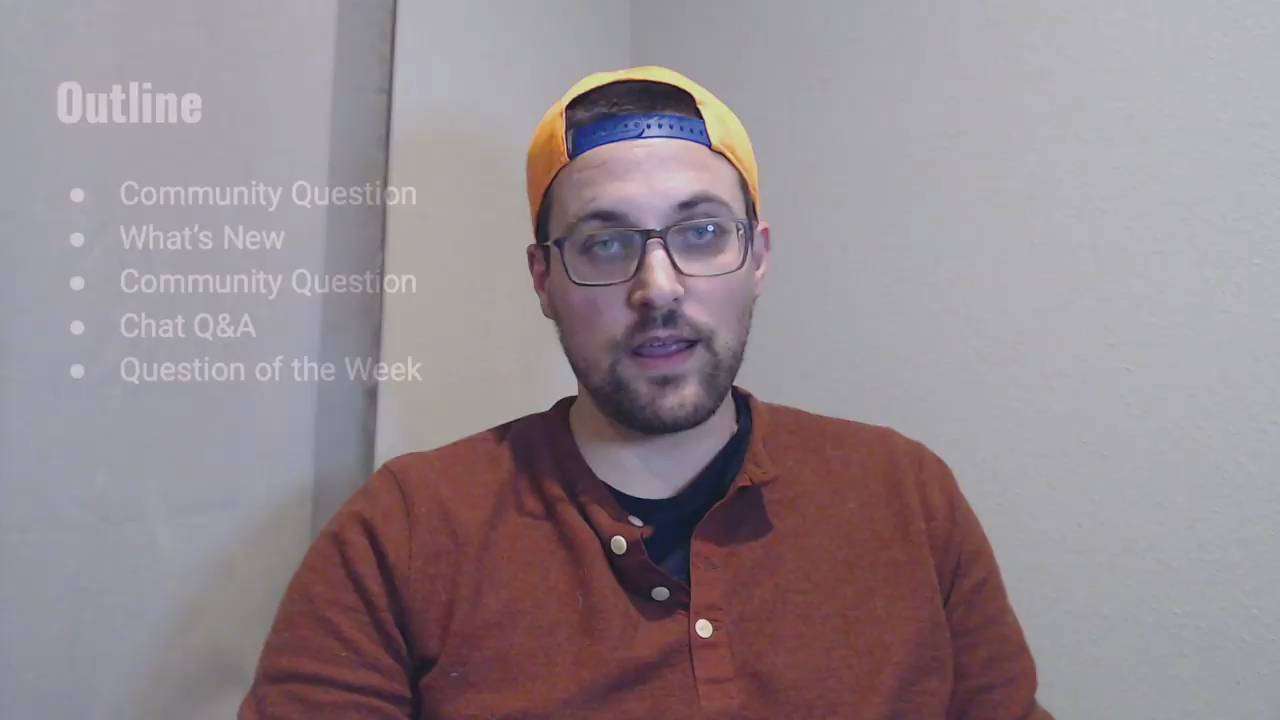 Outline
Community Question
What's New
Community Question
Chat Q&A
Question of the Week